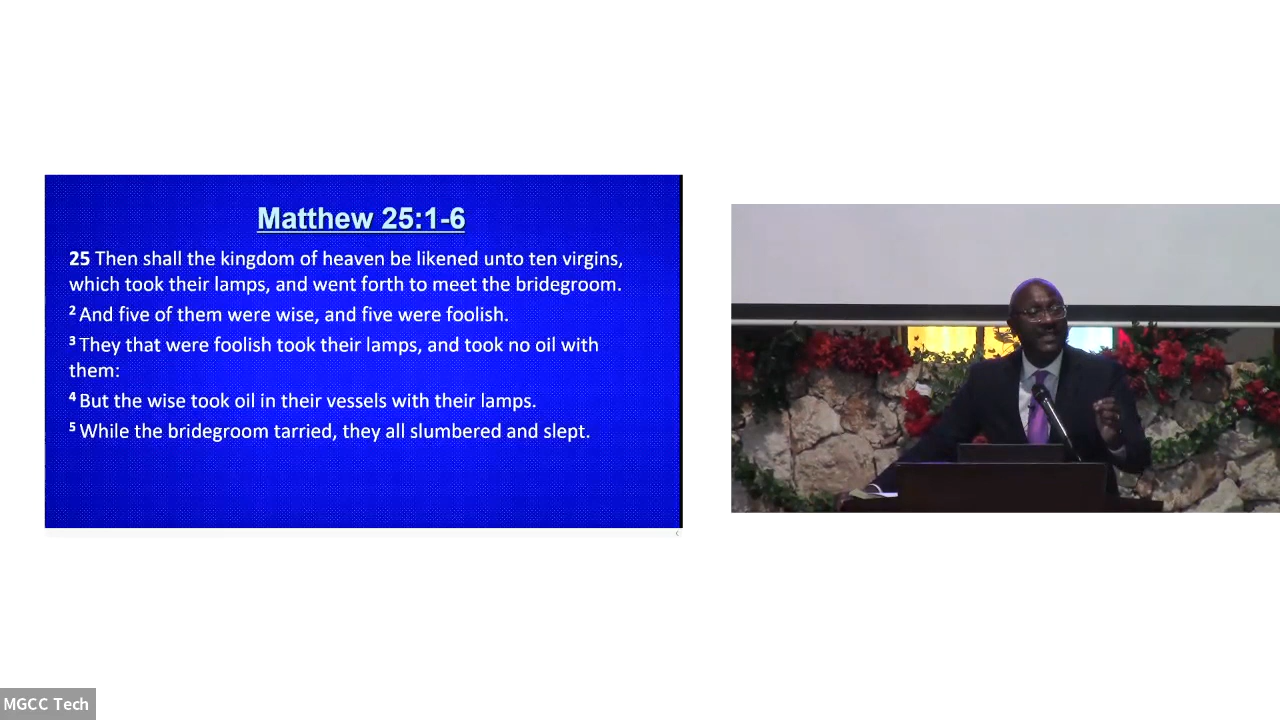 Matthew 25:1-6
25 Then shall the kingdom of heaven be likened unto ten virgins,
which took their lamps, and went forth to meet the bridegroom.
2 And five of them were wise, and five were foolish.
3 They that were foolish took their lamps, and took no oil with
them:
4 But the wise took oil in their vessels with their lamps.
5 While the bridegroom tarried, they all slumbered and slept.
MGCC Tech